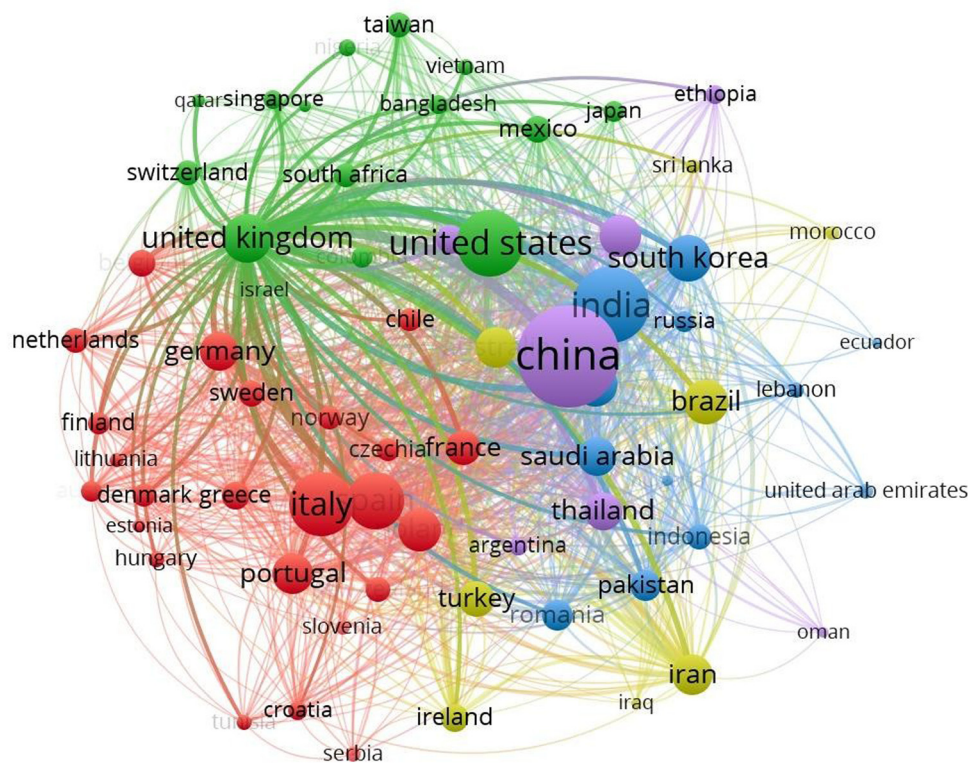 taiwan
nigeria
vietnam
qatar
singapore
bangladesh
ethiopia
japan
mexico
switzerland
south africa
sri lanka
united kingdom
united states
morocco
south korea
israel
india
chile
russia
netherlands
germany
china
ecuador
sweden
brazil
lebanon
finland
norway
czechia
france
saudi arabia
lithuania
denmark
greece
italy
spain
united arab emirates
thailand
estonia
argentina
indonesia
hungary
portugal
turkey
pakistan
romania
slovenia
oman
iran
iraq
croatia
ireland
tunisia
serbia